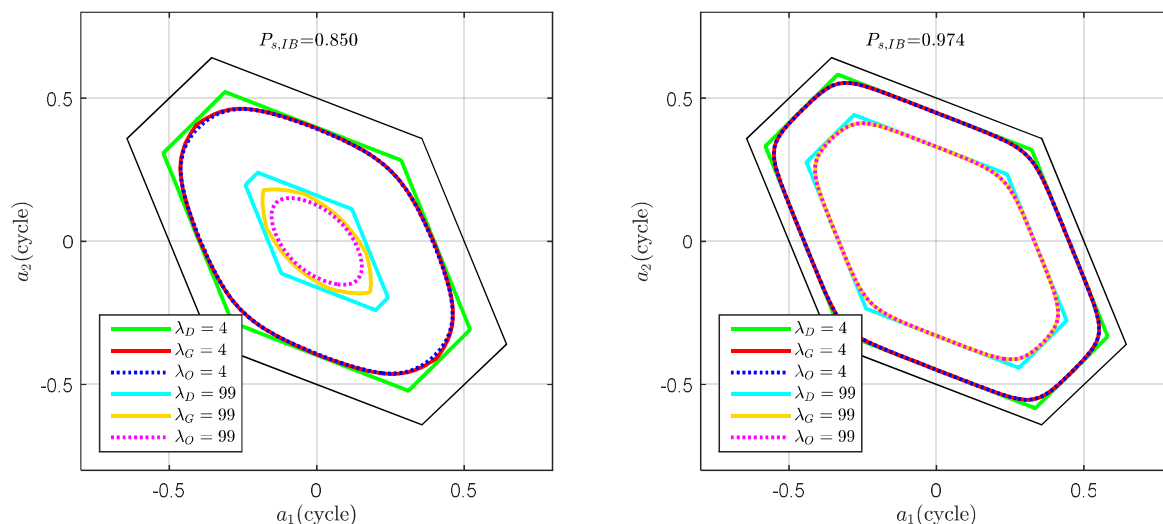 P_{s,IB}=0.850
a_2(cycle)
0.5
0
-0.5
λ_D = 4
λ_G = 4
λ_O = 4
λ_D = 99
λ_G = 99
λ_O = 99
-0.5 0 0.5
a_1(cycle)
P_{s,IB}=0.974
a_2(cycle)
0.5
0
-0.5
λ_D = 4
λ_G = 4
λ_O = 4
λ_D = 99
λ_G = 99
λ_O = 99
-0.5 0 0.5
a_1(cycle)